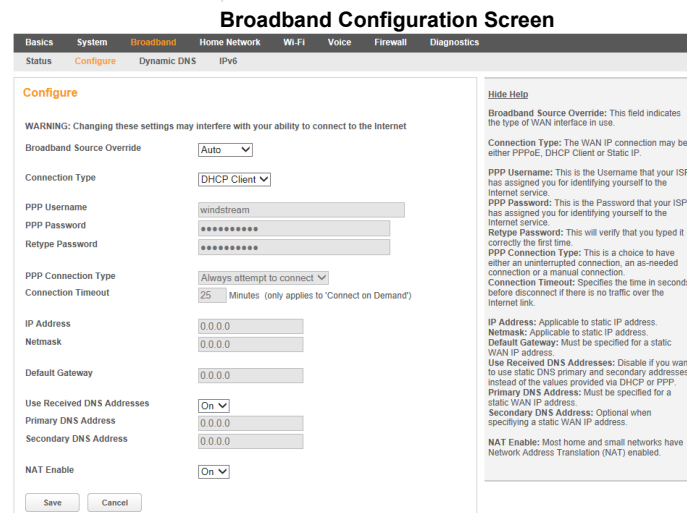 Broadband Configuration Screen
Basics System Broadband Home Network Wi-Fi Voice Firewall Diagnostics
Status Configure Dynamic DNS IPv6
Configure
WARNING: Changing these settings may interfere with your ability to connect to the Internet
Broadband Source Override Auto
Connection Type DHCP Client
PPP Username windstream
PPP Password ●●●●●●●●●●
Retype Password ●●●●●●●●●●
PPP Connection Type Always attempt to connect
Connection Timeout 25 Minutes (only applies to 'Connect on Demand')
IP Address 0.0.0.0
Netmask 0.0.0.0
Default Gateway 0.0.0.0
Use Received DNS Addresses On
Primary DNS Address 0.0.0.0
Secondary DNS Address 0.0.0.0
NAT Enable On
Save Cancel
Hide Help
Broadband Source Override: This field indicates
the type of WAN interface in use.
Connection Type: The WAN IP connection may be
either PPPoE, DHCP Client or Static IP.
PPP Username: This is the Username that your ISP
has assigned you for identifying yourself to the
Internet service.
PPP Password: This is the Password that your ISP
has assigned you for identifying yourself to the
Internet service.
Retype Password: This will verify that you typed it
correctly the first time.
PPP Connection Type: This is a choice to have
either an uninterrupted connection, an as-needed
connection or a manual connection.
Connection Timeout: Specifies the time in seconds
before disconnect if there is no traffic over the
Internet link.
IP Address: Applicable to static IP address.
Netmask: Applicable to static IP address.
Default Gateway: Must be specified for a static
WAN IP address.
Use Received DNS Addresses: Disable if you wan
to use static DNS primary and secondary addresses
instead of the values provided via DHCP or PPP.
Primary DNS Address: Must be specified for a
static WAN IP address.
Secondary DNS Address: Optional when
specifiying a static WAN IP address.
NAT Enable: Most home and small networks have
Network Address Translation (NAT) enabled.